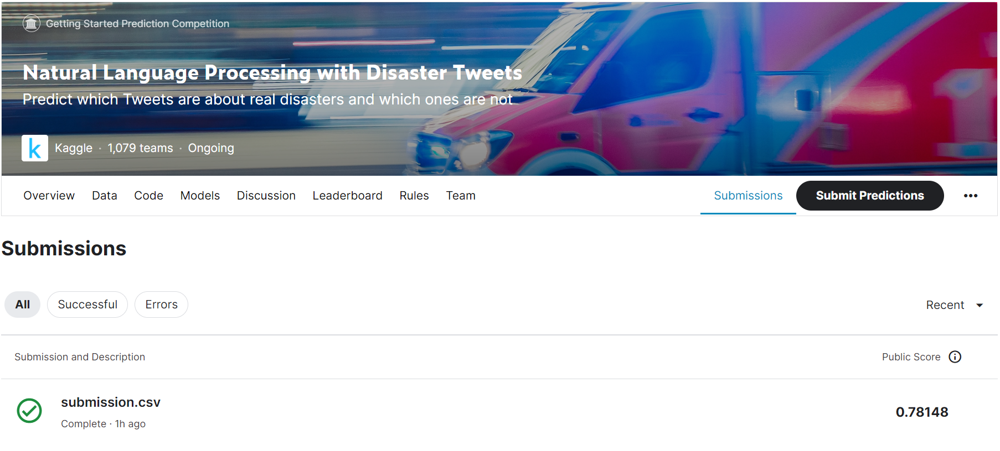 Getting Started Prediction Competition
Natural Language Processing with Disaster Tweets
Predict which Tweets are about real disasters and which ones are not
k
Kaggle · 1,079 teams · Ongoing
Overview Data Code Models Discussion Leaderboard Rules Team Submissions Submit Predictions
Submissions
All Successful Errors Recent
Submission and Description Public Score
submission.csv
0.78148
Complete · 1h ago